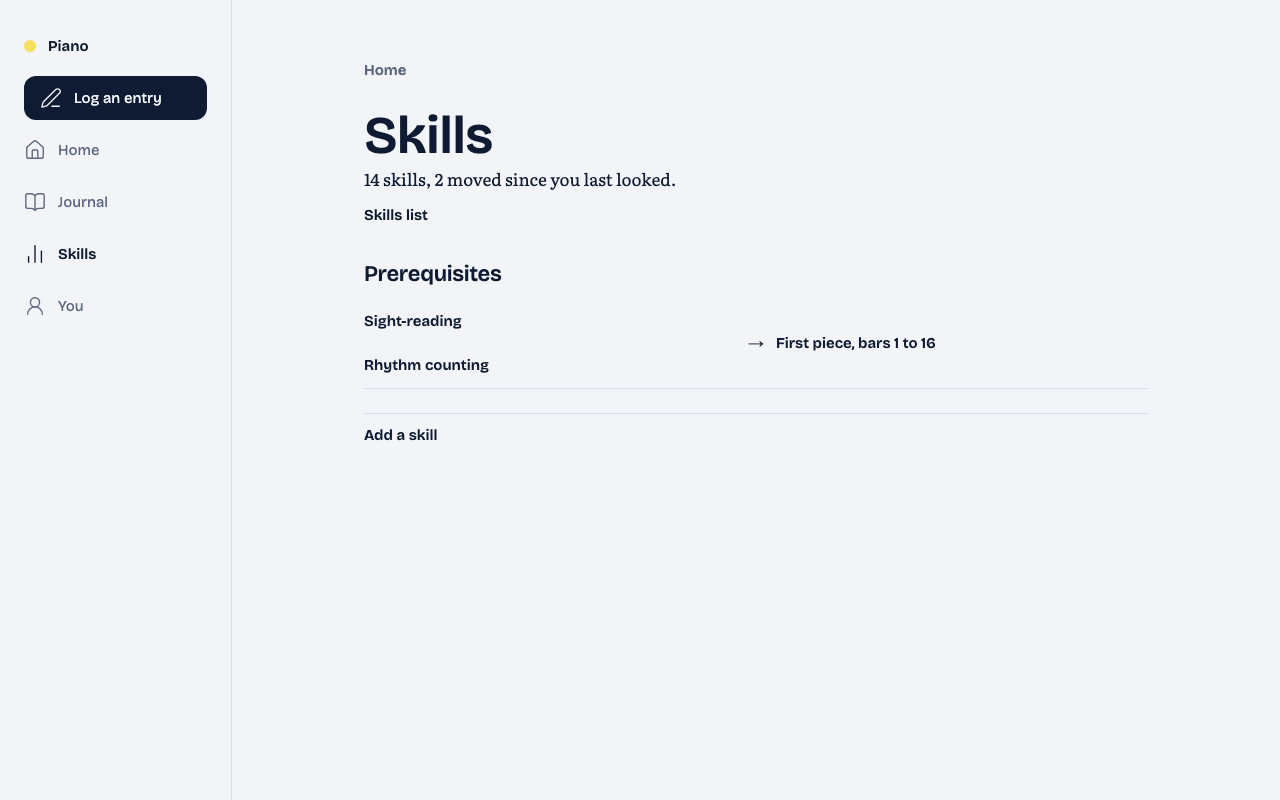 Piano
Log an entry
Home
Journal
Skills
You
Home
Skills
14 skills, 2 moved since you last looked.
Skills list
Prerequisites
Sight-reading
Rhythm counting
→ First piece, bars 1 to 16
Add a skill